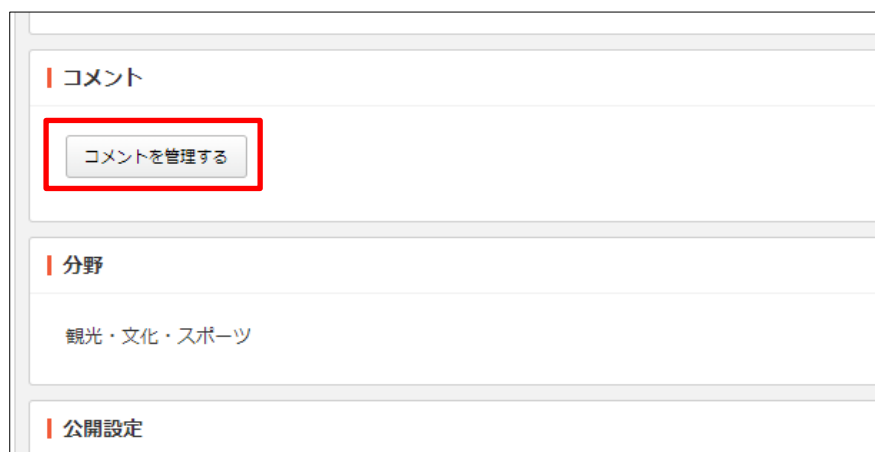 コメント
コメントを管理する
分野
観光・文化・スポーツ
公開設定